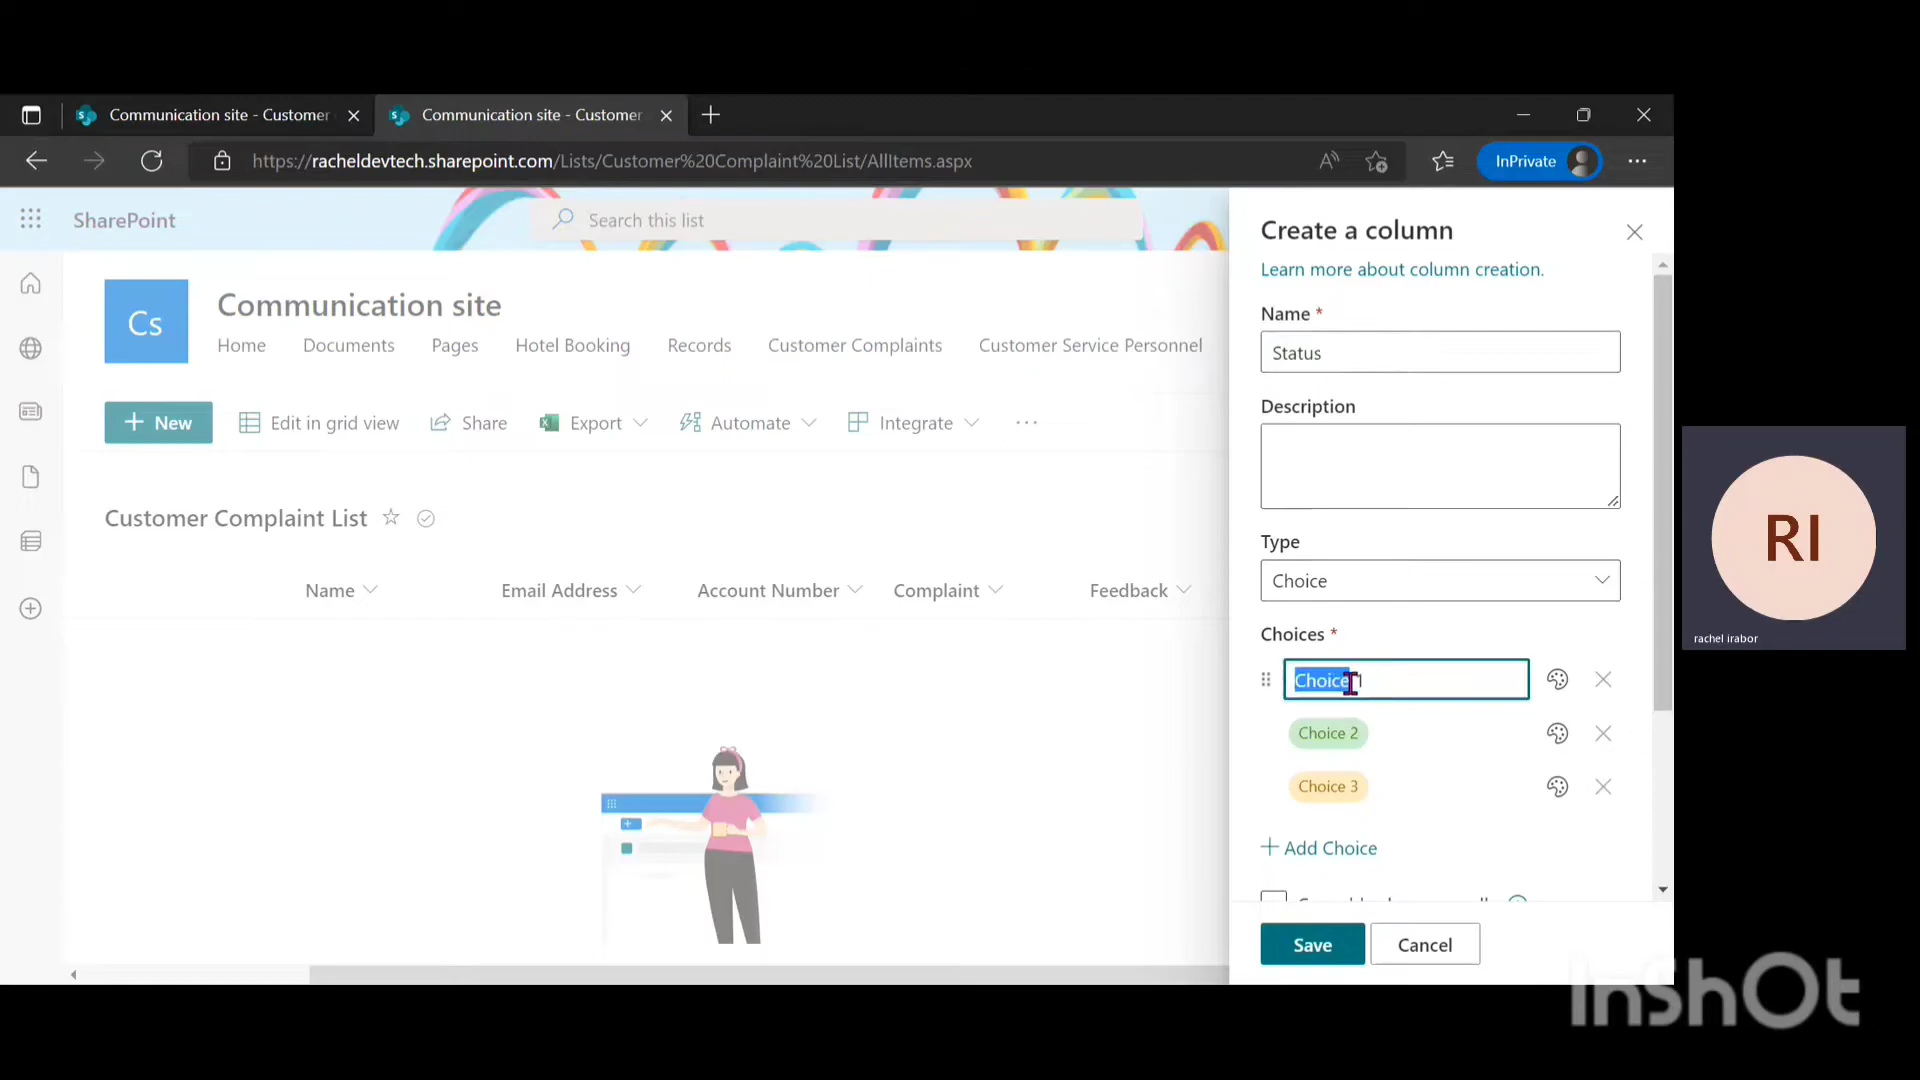 Communication site - Customer
Communication site - Customer
https://racheldevtech.sharepoint.com/Lists/Customer%20Complaint%20List/AllItems.aspx
InPrivate
SharePoint
Search this list
Cs
Communication site
Home
Documents
Pages
Hotel Booking
Records
Customer Complaints
Customer Service Personnel
New
Edit in grid view
Share
Export
Automate
Integrate
Customer Complaint List
Name
Email Address
Account Number
Complaint
Feedback
Create a column
Learn more about column creation.
Name *
Status
Description
Type
Choice
Choices *
Choice 1
Choice 2
Choice 3
+ Add Choice
Save
Cancel
RI
rachel irabor
InShOt